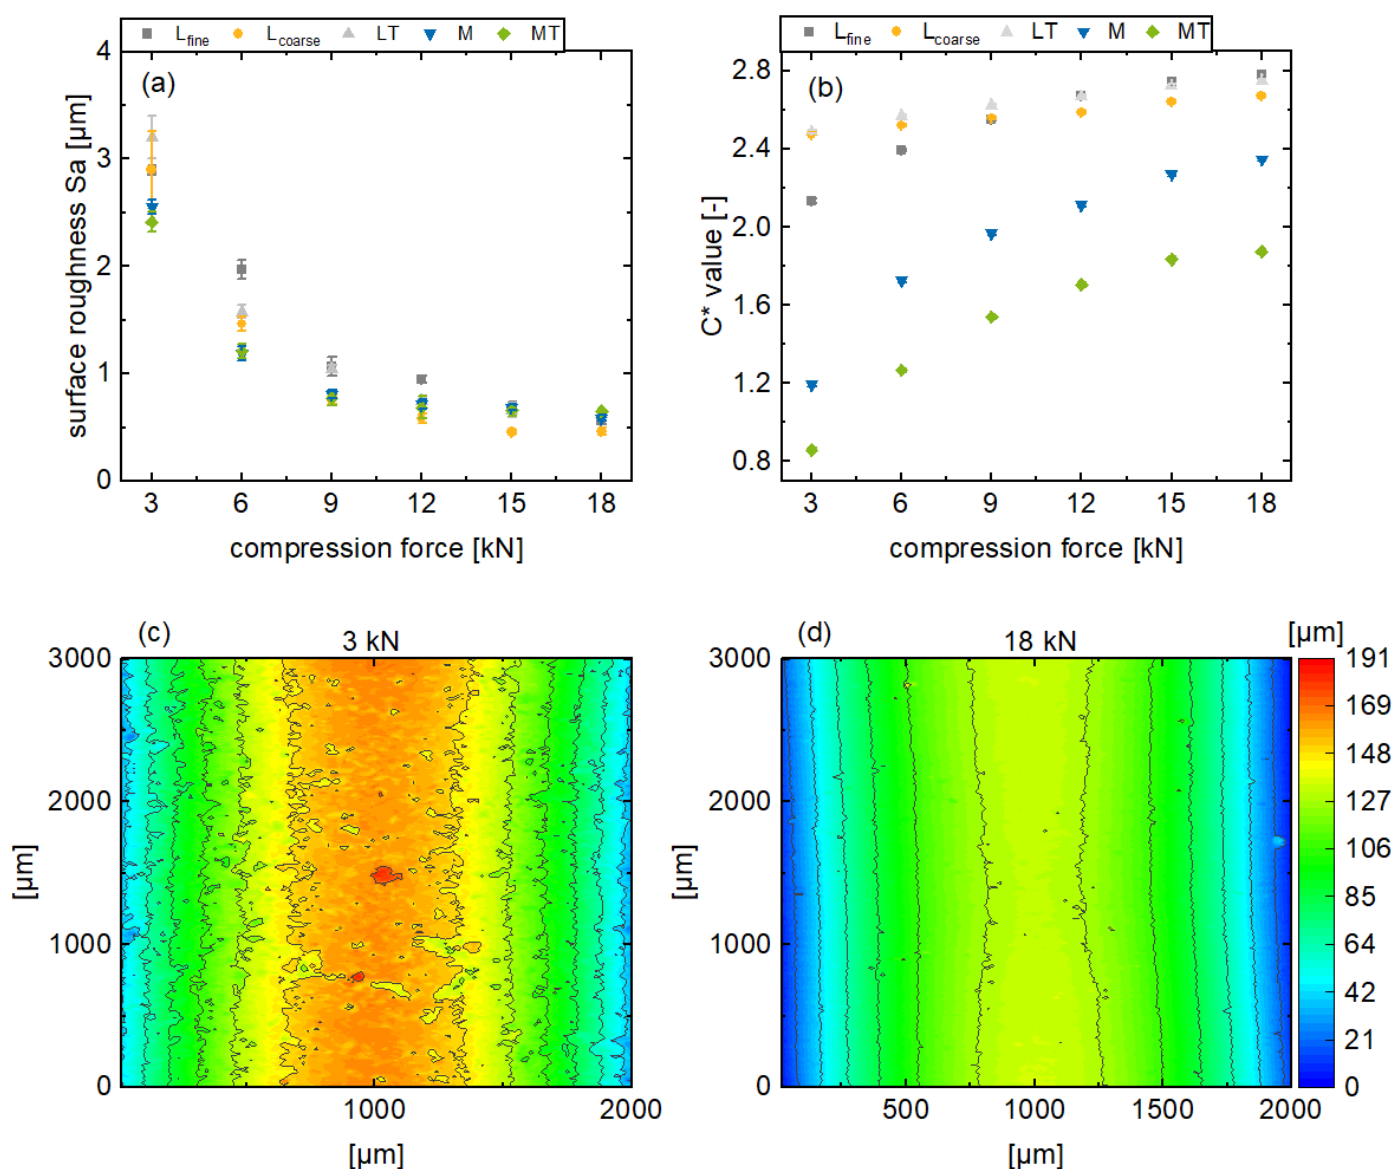 L_fine L_coarse LT M MT
(a)
4
3
2
1
0
surface roughness Sa [µm]
3 6 9 12 15 18
compression force [kN]
L_fine L_coarse LT M MT
(b)
2.8
2.4
2.0
1.6
1.2
0.8
C* value [-]
3 6 9 12 15 18
compression force [kN]
(c) 3 kN
3000
2000
1000
0
[µm]
1000 2000
[µm]
(d) 18 kN [µm]
3000
2000
1000
0
[µm]
500 1000 1500 2000
[µm]
191
170
148
127
106
85
64
42
21
0